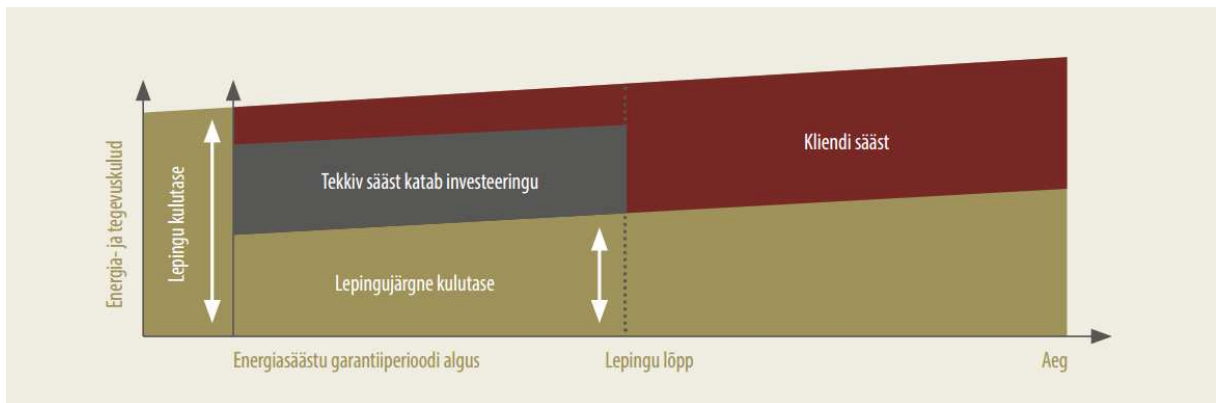 Energia- ja tegevuskulud
Lepingu kulutase
Tekkiv sääst katab investeeringu
Kliendi sääst
Lepingujärgne kulutase
Energiasäästu garantiiperioodi algus
Lepingu lõpp
Aeg